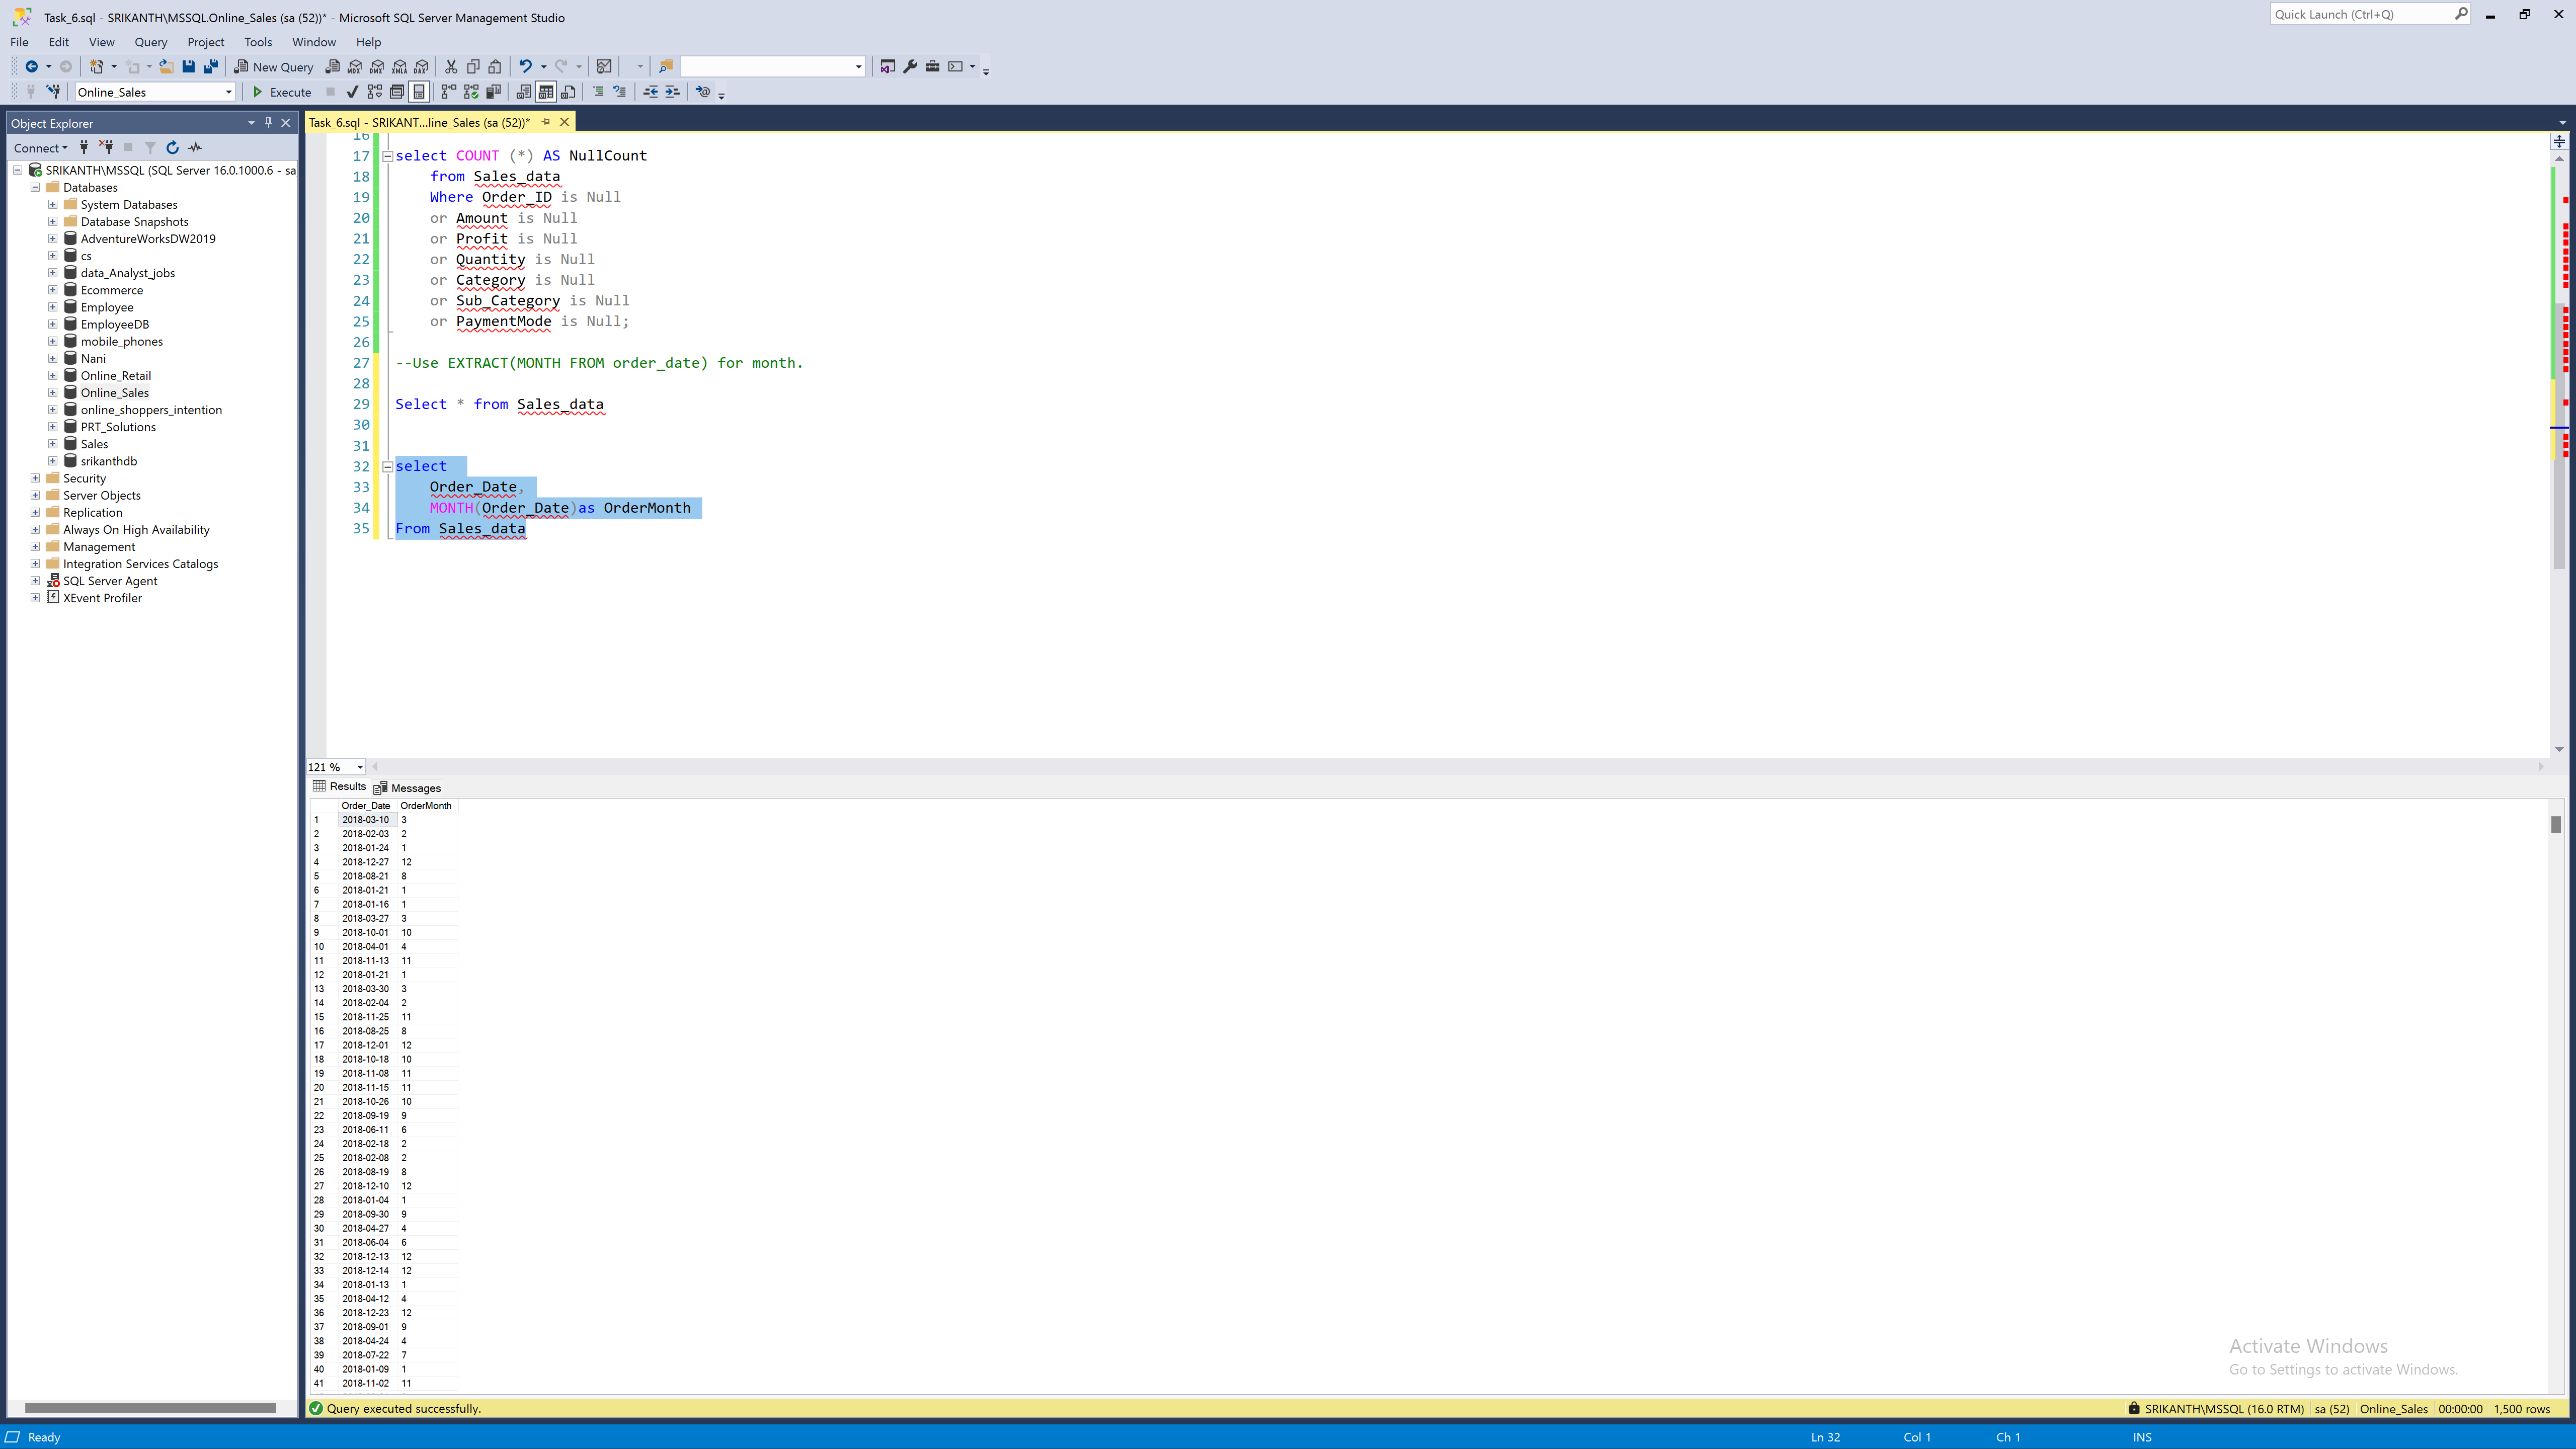 Task_6.sql - SRIKANTH\MSSQL.Online_Sales (sa (52))* - Microsoft SQL Server Management Studio
Quick Launch (Ctrl+Q)
File Edit View Query Project Tools Window Help
New Query MDX DMX XMLA DAX
Online_Sales Execute
Object Explorer
Connect
SRIKANTH\MSSQL (SQL Server 16.0.1000.6 - sa
Databases
System Databases
Database Snapshots
AdventureWorksDW2019
cs
data_Analyst_jobs
Ecommerce
Employee
EmployeeDB
mobile_phones
Nani
Online_Retail
Online_Sales
online_shoppers_intention
PRT_Solutions
Sales
srikanthdb
Security
Server Objects
Replication
Always On High Availability
Management
Integration Services Catalogs
SQL Server Agent
XEvent Profiler
Task_6.sql - SRIKANT...line_Sales (sa (52))*
16
17 select COUNT (*) AS NullCount
18 from Sales_data
19 Where Order_ID is Null
20 or Amount is Null
21 or Profit is Null
22 or Quantity is Null
23 or Category is Null
24 or Sub_Category is Null
25 or PaymentMode is Null;
26
27 --Use EXTRACT(MONTH FROM order_date) for month.
28
29 Select * from Sales_data
30
31
32 select
33 Order_Date,
34 MONTH(Order_Date)as OrderMonth
35 From Sales_data
121 %
Results Messages
Order_Date OrderMonth
1 2018-03-10 3
2 2018-02-03 2
3 2018-01-24 1
4 2018-12-27 12
5 2018-08-21 8
6 2018-01-21 1
7 2018-01-16 1
8 2018-03-27 3
9 2018-10-01 10
10 2018-04-01 4
11 2018-11-13 11
12 2018-01-21 1
13 2018-03-30 3
14 2018-02-04 2
15 2018-11-25 11
16 2018-08-25 8
17 2018-12-01 12
18 2018-10-18 10
19 2018-11-08 11
20 2018-11-15 11
21 2018-10-26 10
22 2018-09-19 9
23 2018-06-11 6
24 2018-02-18 2
25 2018-02-08 2
26 2018-08-19 8
27 2018-12-10 12
28 2018-01-04 1
29 2018-09-30 9
30 2018-04-27 4
31 2018-06-04 6
32 2018-12-13 12
33 2018-12-14 12
34 2018-01-13 1
35 2018-04-12 4
36 2018-12-23 12
37 2018-09-01 9
38 2018-04-24 4
39 2018-07-22 7
40 2018-01-09 1
41 2018-11-02 11
Activate Windows
Go to Settings to activate Windows.
Query executed successfully. SRIKANTH\MSSQL (16.0 RTM) sa (52) Online_Sales 00:00:00 1,500 rows
Ready Ln 32 Col 1 Ch 1 INS